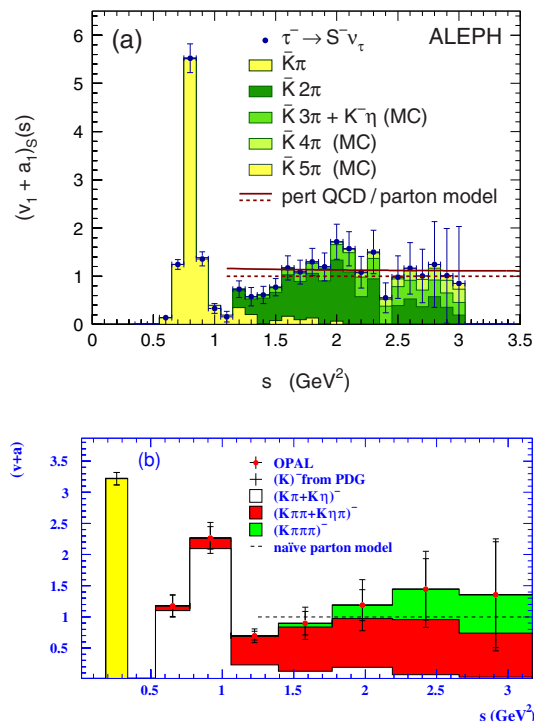 (a)
τ⁻ → S⁻ν_τ
ALEPH
K̄π
K̄ 2π
K̄ 3π + K⁻η (MC)
K̄ 4π (MC)
K̄ 5π (MC)
pert QCD / parton model
(v₁ + a₁)_S(s)
6
5
4
3
2
1
0
0 0.5 1 1.5 2 2.5 3 3.5
s (GeV²)
(v+a)
(b)
OPAL
(K)⁻ from PDG
(Kπ+Kη)⁻
(Kππ+Kηπ)⁻
(Kπππ)⁻
naïve parton model
3.5
3
2.5
2
1.5
1
0.5
0.5 1 1.5 2 2.5 3
s (GeV²)